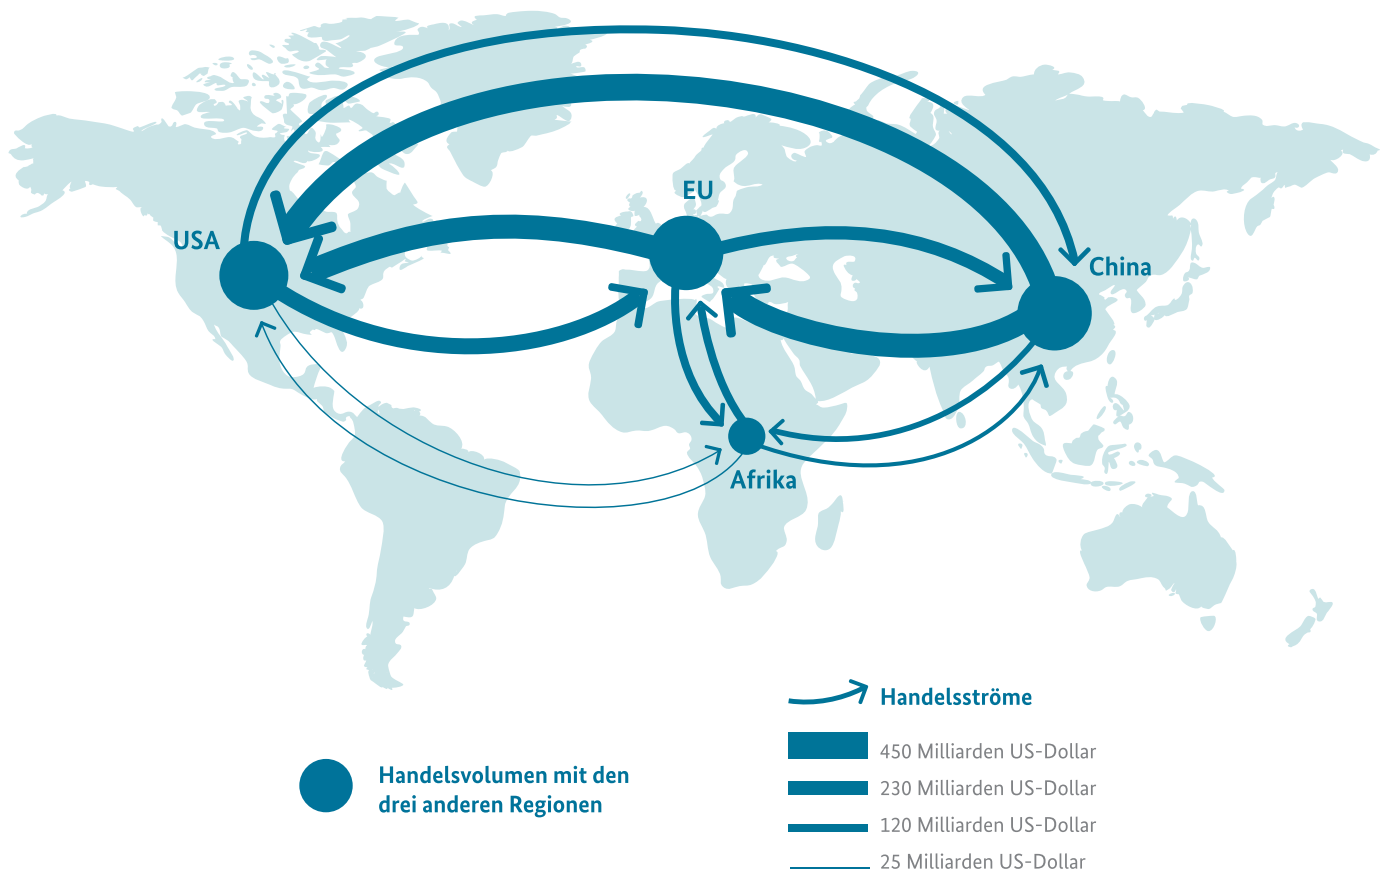 EU
USA
China
Afrika
Handelsströme
450 Milliarden US-Dollar
Handelsvolumen mit den
drei anderen Regionen
230 Milliarden US-Dollar
120 Milliarden US-Dollar
25 Milliarden US-Dollar